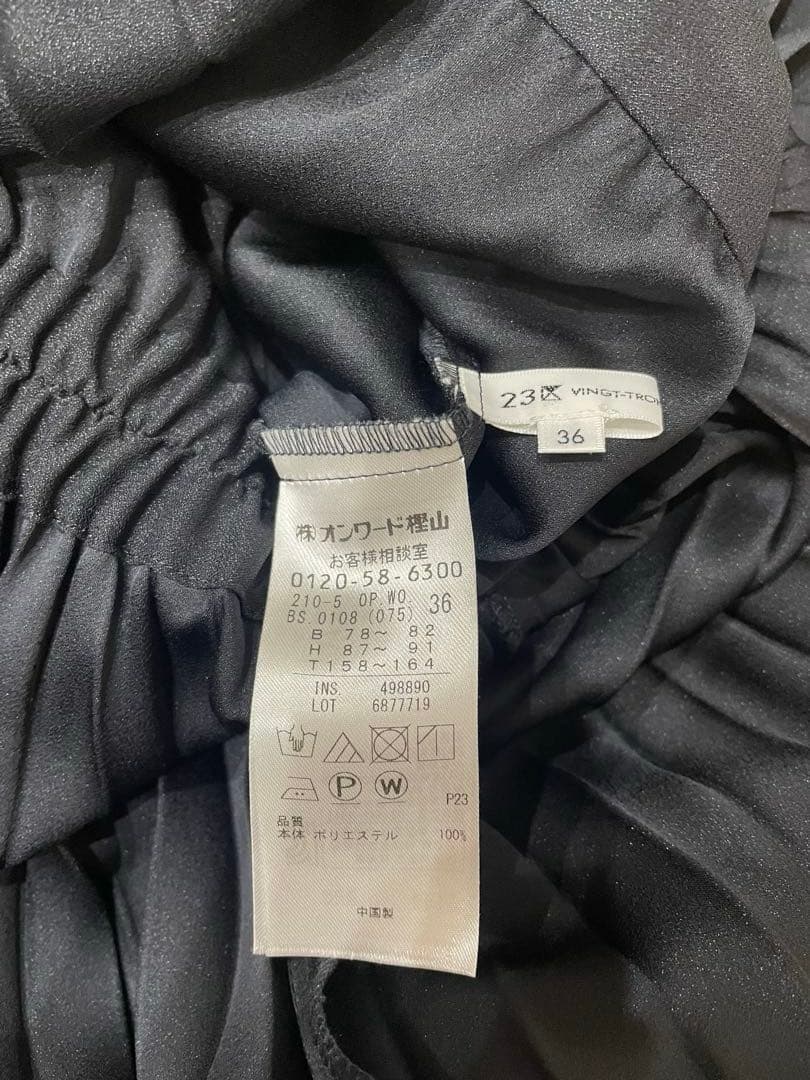 23区 VINGT-TROI
36
㈱オンワード樫山
お客様相談室
0120-58-6300
210-5 OP.WO. 36
BS.0108 (075)
B 78~ 82
H 87~ 91
T 158~164
INS. 498890
LOT 6877719
P W
P23
品質
本体 ポリエステル 100%
中国製